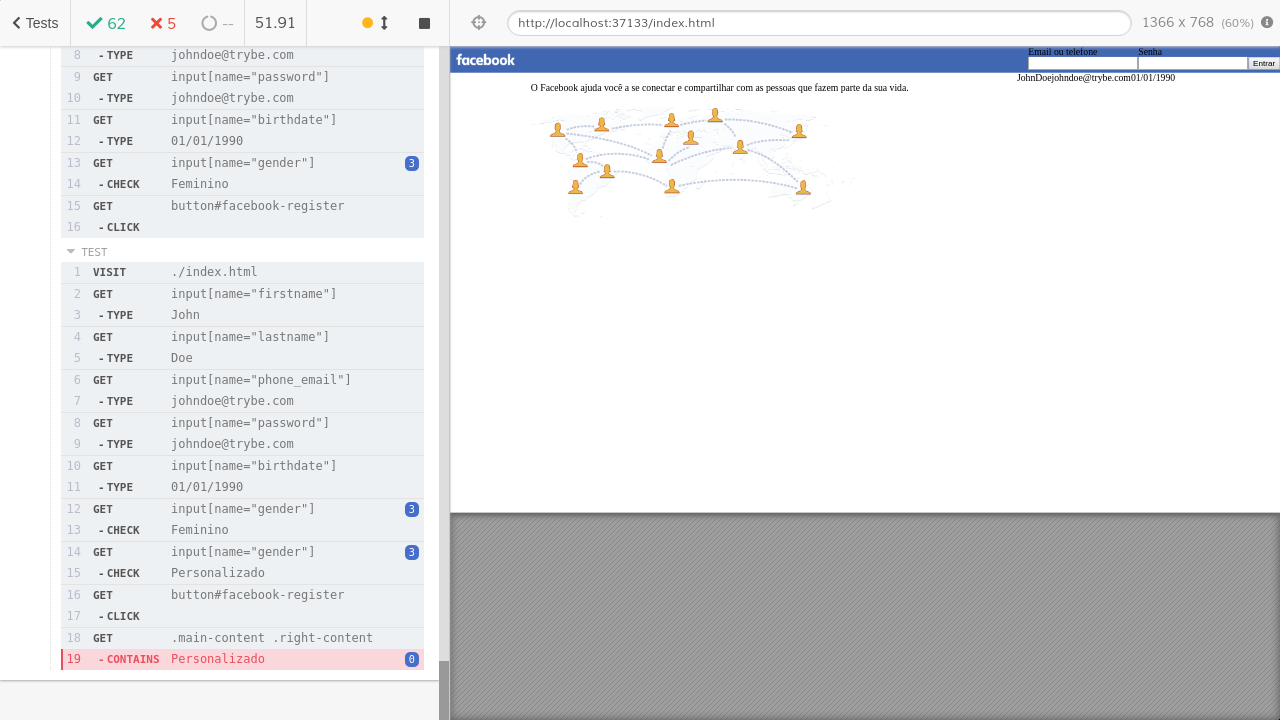 Tests 62 5 -- 51.91
http://localhost:37133/index.html 1366 x 768 (60%)
8 - TYPE johndoe@trybe.com
9 GET input[name="password"]
10 - TYPE johndoe@trybe.com
11 GET input[name="birthdate"]
12 - TYPE 01/01/1990
13 GET input[name="gender"] 3
14 - CHECK Feminino
15 GET button#facebook-register
16 - CLICK
TEST
1 VISIT ./index.html
2 GET input[name="firstname"]
3 - TYPE John
4 GET input[name="lastname"]
5 - TYPE Doe
6 GET input[name="phone_email"]
7 - TYPE johndoe@trybe.com
8 GET input[name="password"]
9 - TYPE johndoe@trybe.com
10 GET input[name="birthdate"]
11 - TYPE 01/01/1990
12 GET input[name="gender"] 3
13 - CHECK Feminino
14 GET input[name="gender"] 3
15 - CHECK Personalizado
16 GET button#facebook-register
17 - CLICK
18 GET .main-content .right-content
19 - CONTAINS Personalizado 0
facebook
Email ou telefone
Senha
Entrar
JohnDoejohndoe@trybe.com01/01/1990
O Facebook ajuda você a se conectar e compartilhar com as pessoas que fazem parte da sua vida.